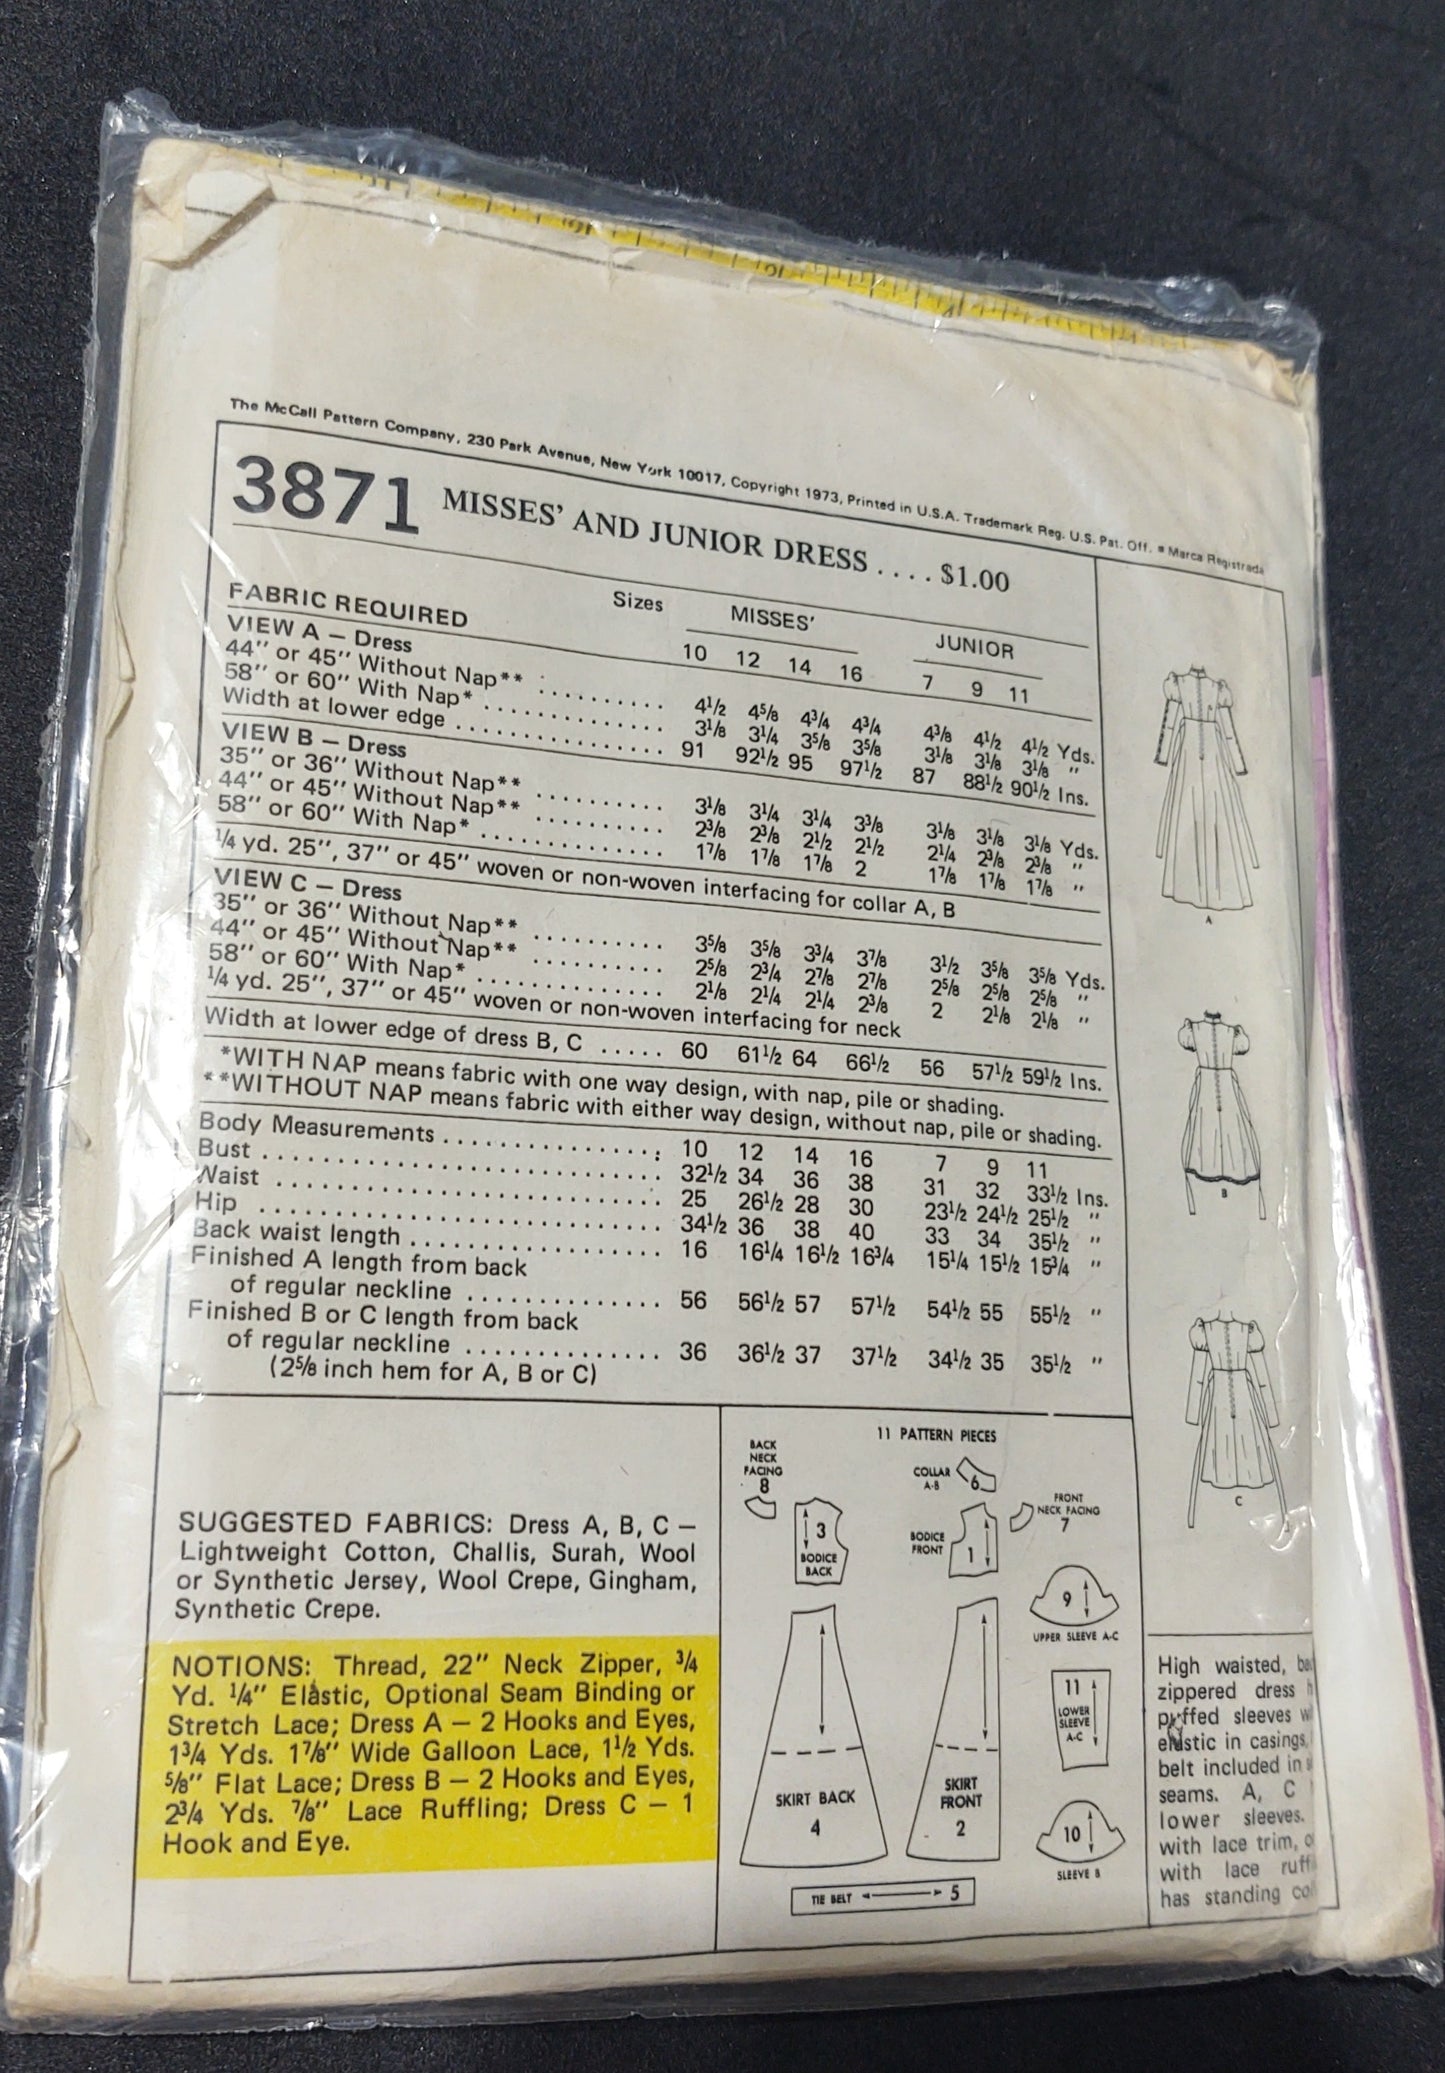 The McCall Pattern Company, 230 Park Avenue, New York 10017, Copyright 1973, Printed in U.S.A. Trademark Reg. U.S. Pat. Off. • Marca Registrada
3871 MISSES' AND JUNIOR DRESS .... $1.00
FABRIC REQUIRED Sizes MISSES' JUNIOR
10 12 14 16 7 9 11
VIEW A – Dress
44" or 45" Without Nap** .......... 4½ 4⅝ 4¾ 4¾ 4⅜ 4½ 4½ Yds.
58" or 60" With Nap* .............. 3⅛ 3¼ 3⅝ 3⅝ 3⅛ 3⅛ 3⅛ "
Width at lower edge ................ 91 92½ 95 97½ 87 88½ 90½ Ins.
VIEW B – Dress
35" or 36" Without Nap** .......... 3⅛ 3¼ 3¼ 3⅜ 3⅛ 3⅛ 3⅛ Yds.
44" or 45" Without Nap** .......... 2⅜ 2⅜ 2½ 2½ 2¼ 2⅜ 2⅜ "
58" or 60" With Nap* .............. 1⅞ 1⅞ 1⅞ 2 1⅞ 1⅞ 1⅞ "
¼ yd. 25", 37" or 45" woven or non-woven interfacing for collar A, B
VIEW C – Dress
35" or 36" Without Nap** .......... 3⅝ 3⅝ 3¾ 3⅞ 3½ 3⅝ 3⅝ Yds.
44" or 45" Without Nap** .......... 2⅝ 2¾ 2⅞ 2⅞ 2⅝ 2⅝ 2⅝ "
58" or 60" With Nap* .............. 2⅛ 2¼ 2¼ 2⅜ 2 2⅛ 2⅛ "
¼ yd. 25", 37" or 45" woven or non-woven interfacing for neck
Width at lower edge of dress B, C ..... 60 61½ 64 66½ 56 57½ 59½ Ins.
*WITH NAP means fabric with one way design, with nap, pile or shading.
**WITHOUT NAP means fabric with either way design, without nap, pile or shading.
Body Measurements ................. 10 12 14 16 7 9 11
Bust .............................. 32½ 34 36 38 31 32 33½ Ins.
Waist ............................. 25 26½ 28 30 23½ 24½ 25½ "
Hip ............................... 34½ 36 38 40 33 34 35½ "
Back waist length ................... 16 16¼ 16½ 16¾ 15¼ 15½ 15¾ "
Finished A length from back
of regular neckline ............... 56 56½ 57 57½ 54½ 55 55½ "
Finished B or C length from back
of regular neckline ............... 36 36½ 37 37½ 34½ 35 35½ "
(2⅝ inch hem for A, B or C)
A
B
C
SUGGESTED FABRICS: Dress A, B, C –
Lightweight Cotton, Challis, Surah, Wool
or Synthetic Jersey, Wool Crepe, Gingham,
Synthetic Crepe.
NOTIONS: Thread, 22" Neck Zipper, ¾
Yd. ¼" Elastic, Optional Seam Binding or
Stretch Lace; Dress A – 2 Hooks and Eyes,
1¾ Yds. 1⅞" Wide Galloon Lace, 1½ Yds.
⅝" Flat Lace; Dress B – 2 Hooks and Eyes,
2¾ Yds. ⅞" Lace Ruffling; Dress C – 1
Hook and Eye.
11 PATTERN PIECES
BACK
NECK
FACING
8
3
BODICE
BACK
COLLAR
A-B
6
BODICE
FRONT
1
FRONT
NECK FACING
7
9
UPPER SLEEVE A-C
11
LOWER
SLEEVE
A-C
SKIRT BACK
4
SKIRT
FRONT
2
10
SLEEVE B
TIE BELT 5
High waisted,
zippered dress
puffed sleeves
elastic in casings,
belt included in
seams. A, C
lower sleeves.
with lace trim,
with lace
has standing